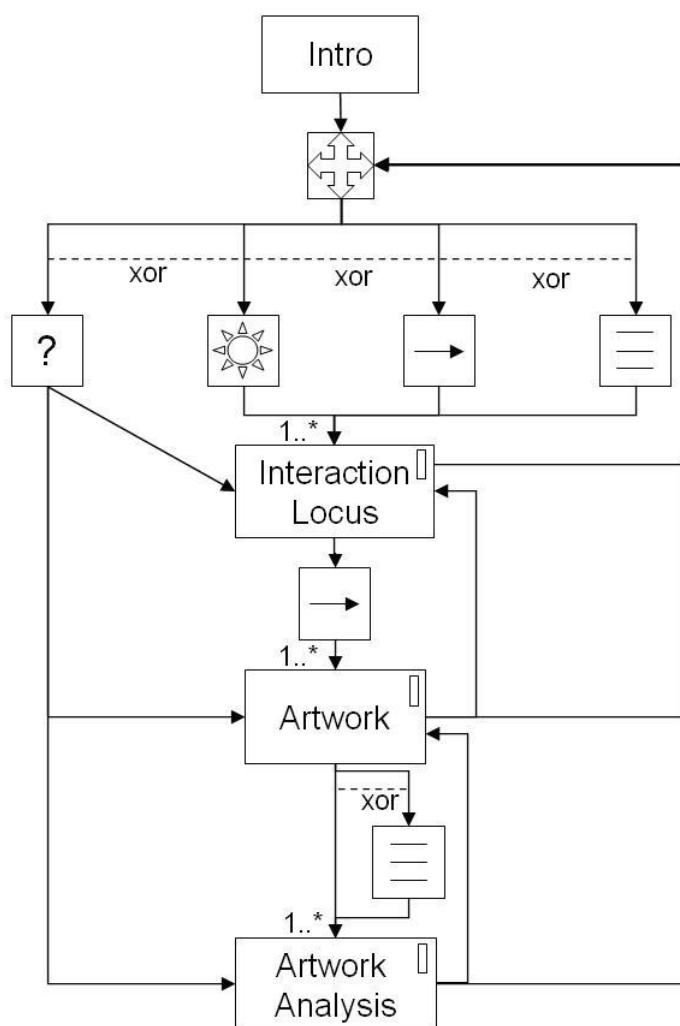 Intro
xor
xor
xor
?
1..*
Interaction
Locus
1..*
Artwork
xor
1..*
Artwork
Analysis